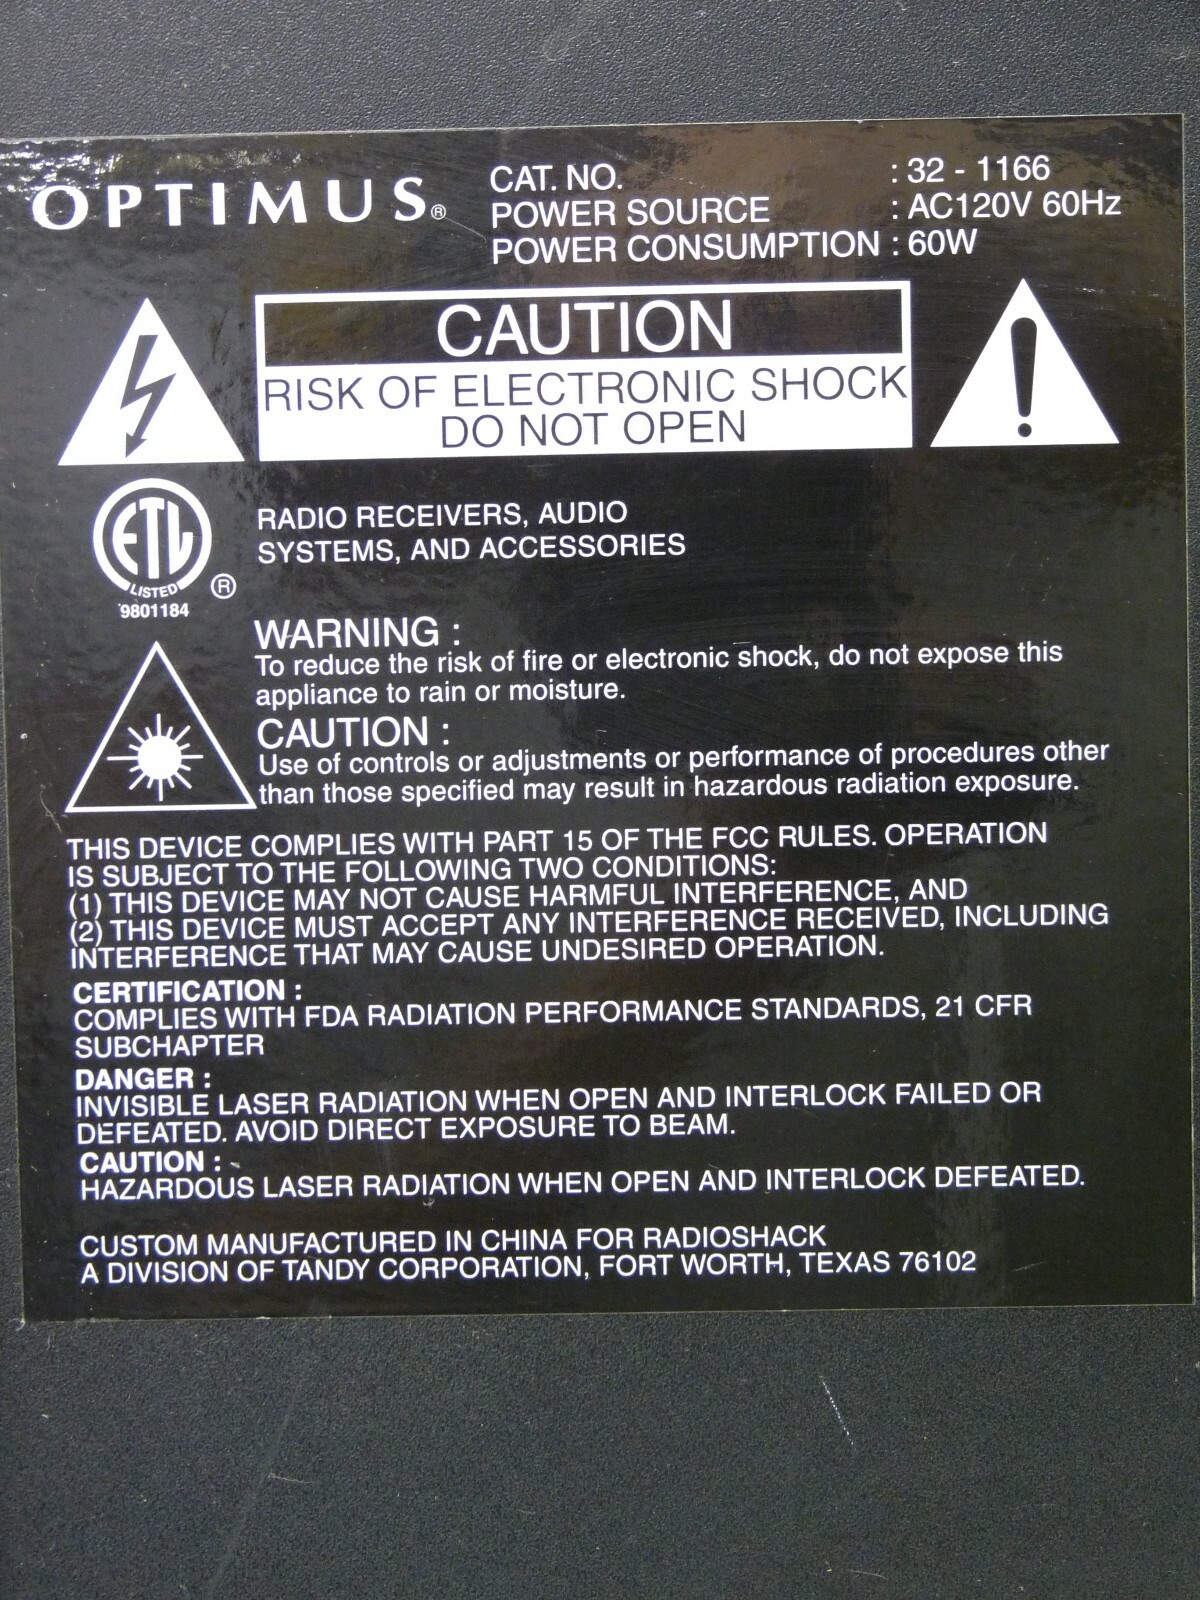 OPTIMUS®
CAT. NO. : 32 - 1166
POWER SOURCE : AC120V 60Hz
POWER CONSUMPTION : 60W
CAUTION
RISK OF ELECTRONIC SHOCK
DO NOT OPEN
!
ETL
LISTED
®
9801184
RADIO RECEIVERS, AUDIO
SYSTEMS, AND ACCESSORIES
WARNING :
To reduce the risk of fire or electronic shock, do not expose this
appliance to rain or moisture.
CAUTION :
Use of controls or adjustments or performance of procedures other
than those specified may result in hazardous radiation exposure.
THIS DEVICE COMPLIES WITH PART 15 OF THE FCC RULES. OPERATION
IS SUBJECT TO THE FOLLOWING TWO CONDITIONS:
(1) THIS DEVICE MAY NOT CAUSE HARMFUL INTERFERENCE, AND
(2) THIS DEVICE MUST ACCEPT ANY INTERFERENCE RECEIVED, INCLUDING
INTERFERENCE THAT MAY CAUSE UNDESIRED OPERATION.
CERTIFICATION :
COMPLIES WITH FDA RADIATION PERFORMANCE STANDARDS, 21 CFR
SUBCHAPTER
DANGER :
INVISIBLE LASER RADIATION WHEN OPEN AND INTERLOCK FAILED OR
DEFEATED. AVOID DIRECT EXPOSURE TO BEAM.
CAUTION :
HAZARDOUS LASER RADIATION WHEN OPEN AND INTERLOCK DEFEATED.
CUSTOM MANUFACTURED IN CHINA FOR RADIOSHACK
A DIVISION OF TANDY CORPORATION, FORT WORTH, TEXAS 76102